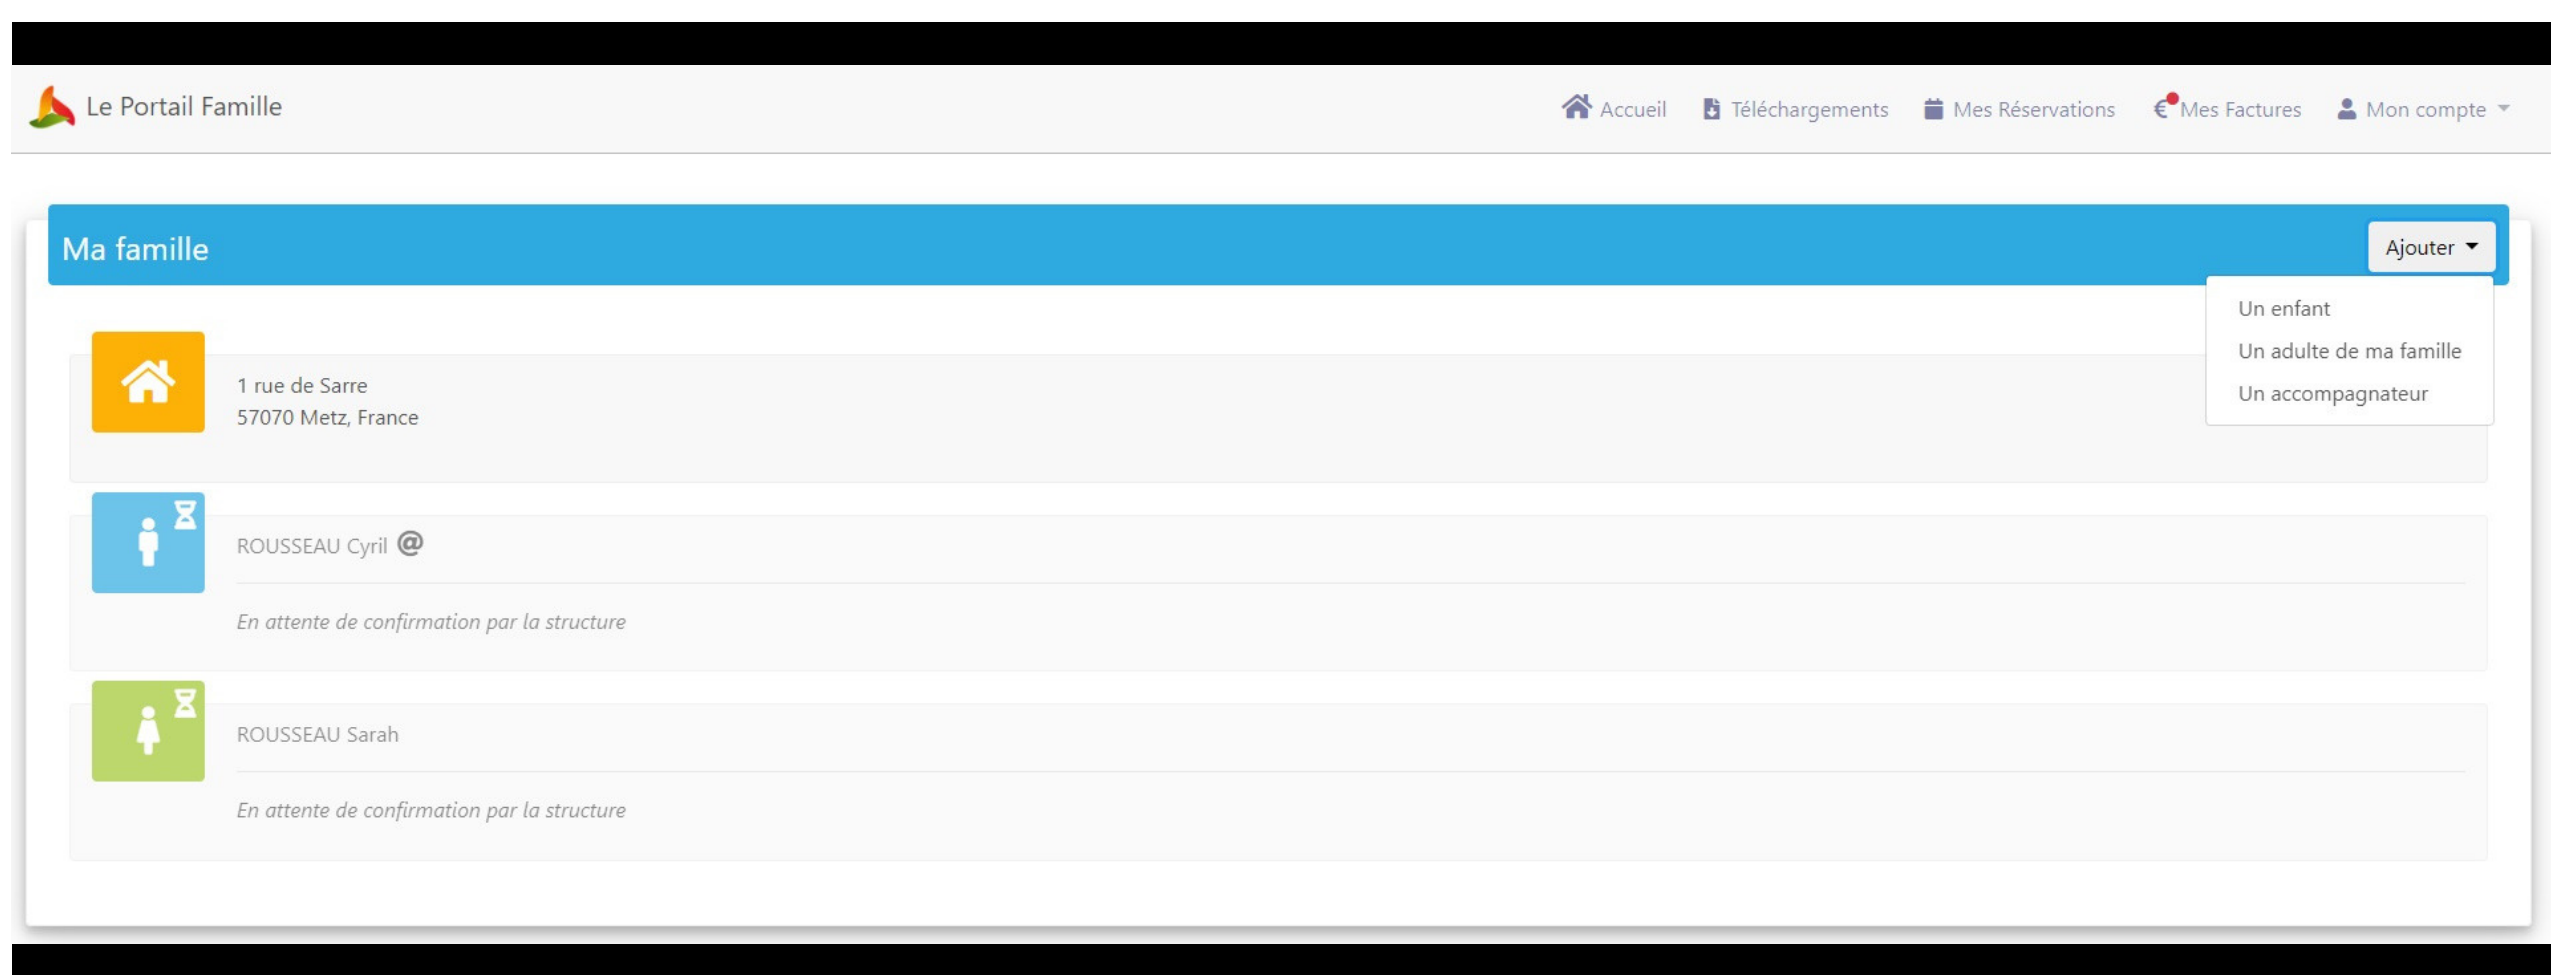 Le Portail Famille
Accueil
Téléchargements
Mes Réservations
€ Mes Factures
Mon compte
Ma famille
Ajouter
Un enfant
Un adulte de ma famille
Un accompagnateur
1 rue de Sarre
57070 Metz, France
ROUSSEAU Cyril @
En attente de confirmation par la structure
ROUSSEAU Sarah
En attente de confirmation par la structure